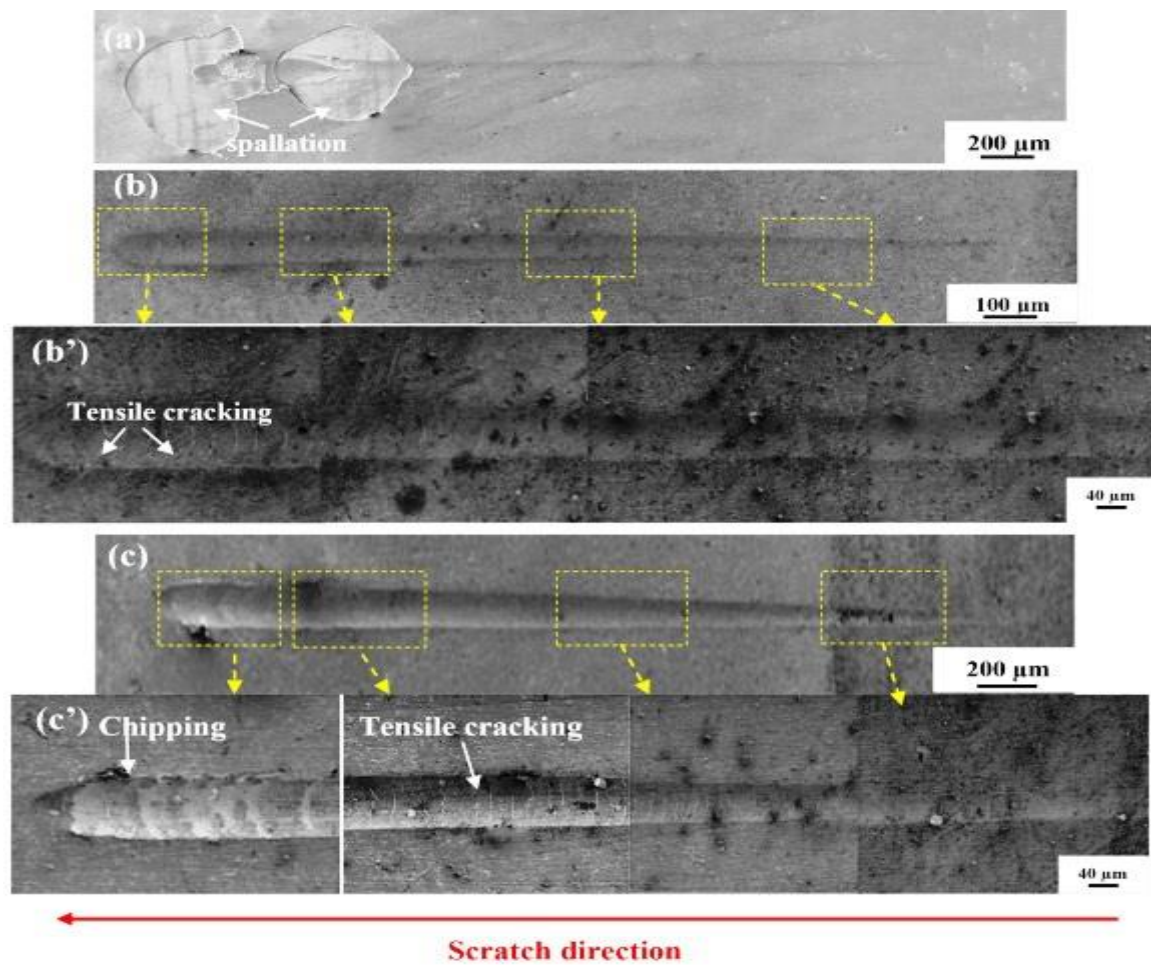 (a)
spallation
200 µm
(b)
100 µm
(b’)
Tensile cracking
40 µm
(c)
200 µm
(c’)
Chipping
Tensile cracking
40 µm
Scratch direction